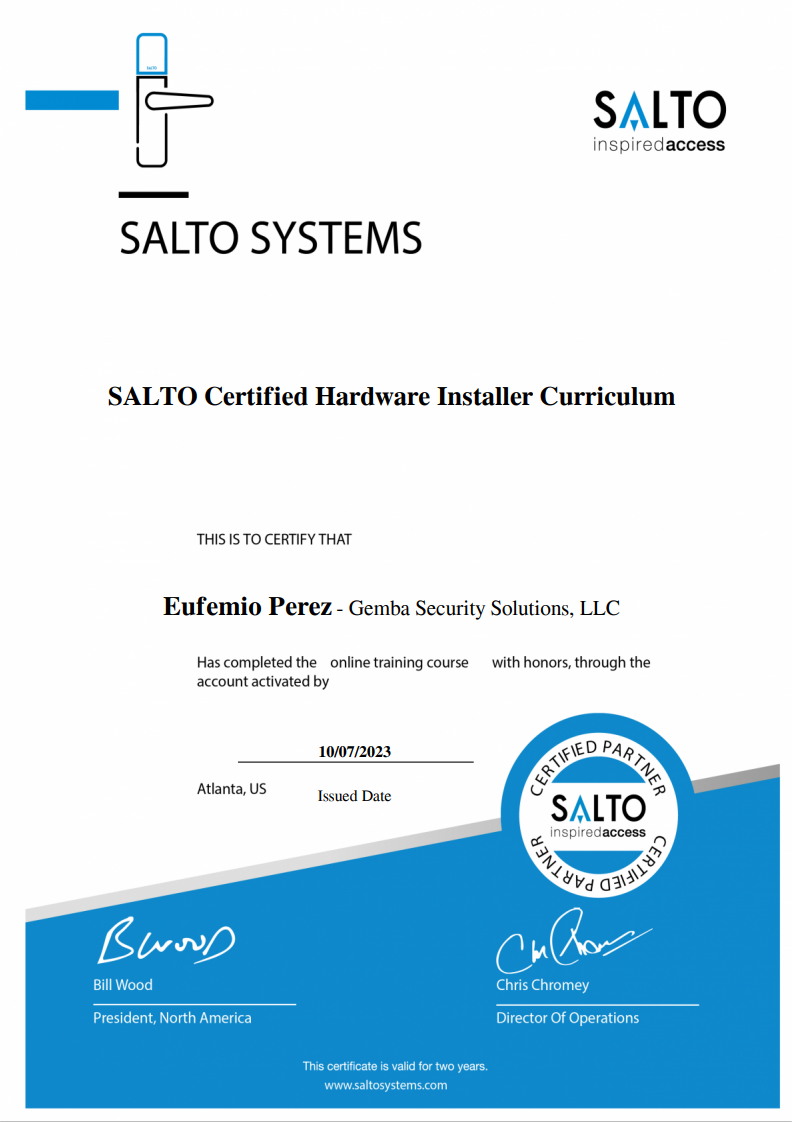 SALTO
SALTO
inspiredaccess
SALTO SYSTEMS
SALTO Certified Hardware Installer Curriculum
THIS IS TO CERTIFY THAT
Eufemio Perez - Gemba Security Solutions, LLC
Has completed the online training course with honors, through the
account activated by
10/07/2023
Atlanta, US
Issued Date
CERTIFIED PARTNER
SALTO
inspiredaccess
CERTIFIED PARTNER
BWOOD
Bill Wood
President, North America
Chris Chromey
Director Of Operations
This certificate is valid for two years.
www.saltosystems.com